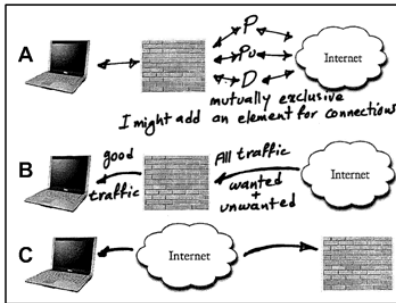 P
A
Pu
Internet
D
mutually exclusive
I might add an element for connections
B
good
traffic
All traffic
wanted
+
unwanted
Internet
C
Internet